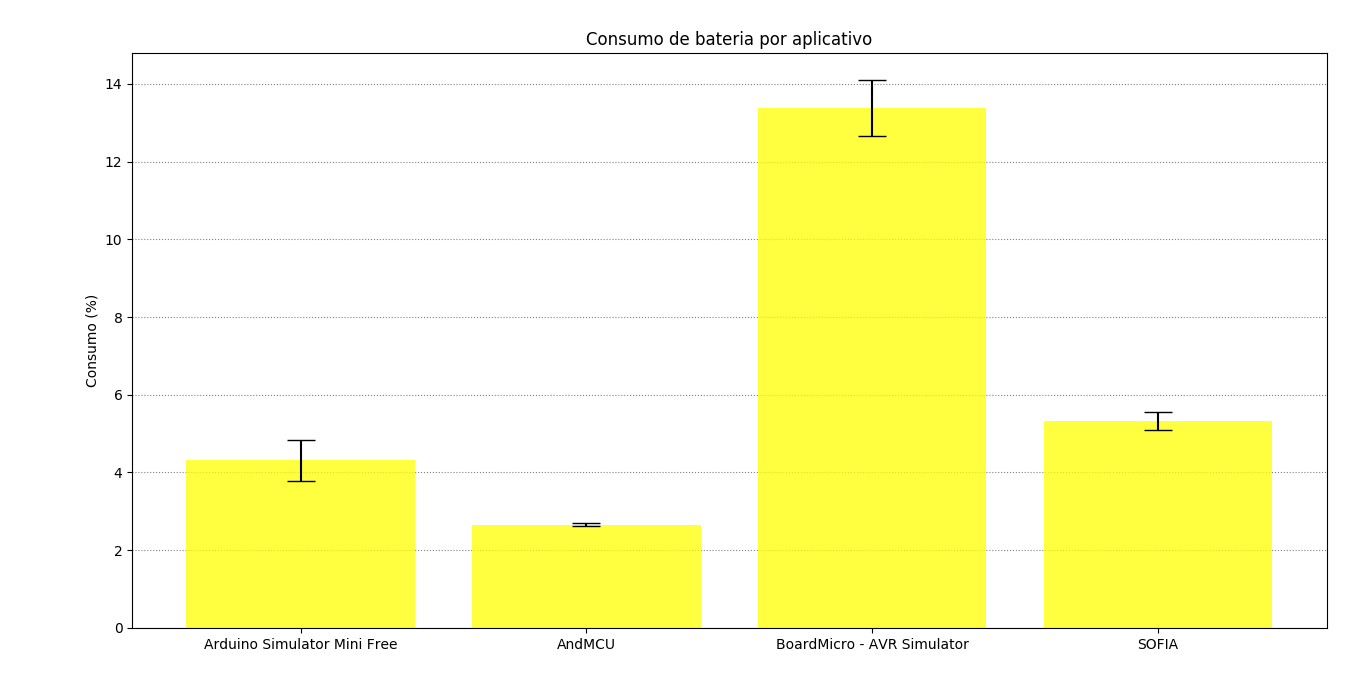 Consumo de bateria por aplicativo
14
12
10
8
6
4
2
0
Consumo (%)
Arduino Simulator Mini Free
AndMCU
BoardMicro - AVR Simulator
SOFIA